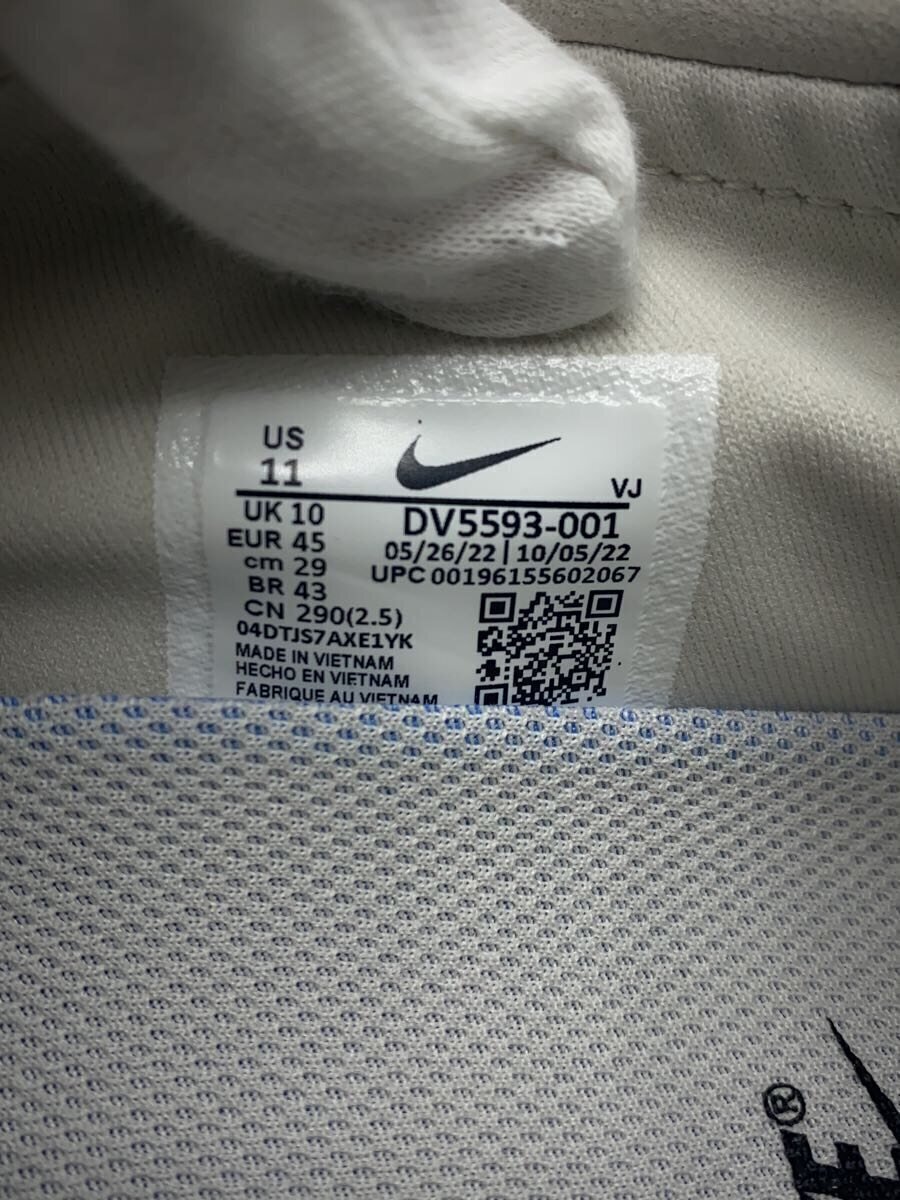 US
11
VJ
UK 10
EUR 45
cm 29
BR 43
CN 290(2.5)
04DTJS7AXE1YK
MADE IN VIETNAM
HECHO EN VIETNAM
FABRIQUE AU VIETNAM
DV5593-001
05/26/22 | 10/05/22
UPC 00196155602067
®